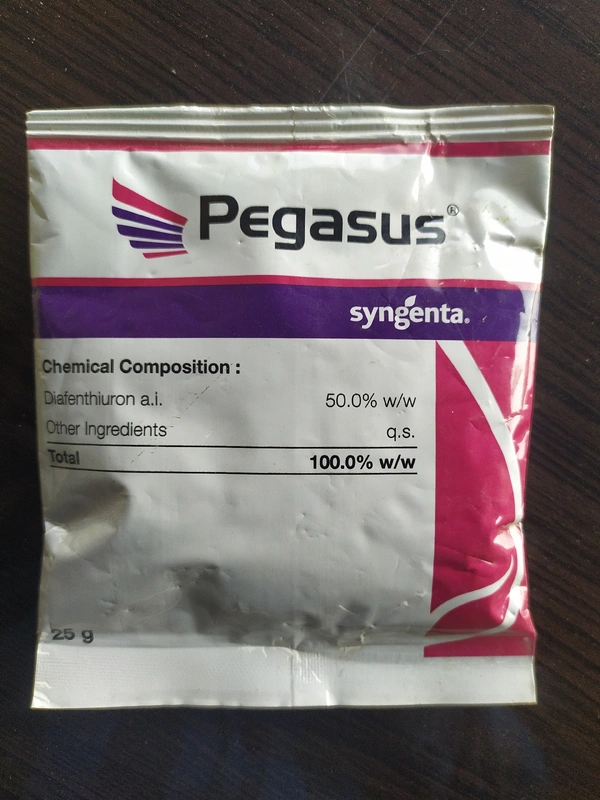 Pegasus®
syngenta®
Chemical Composition :
Diafenthiuron a.i. 50.0% w/w
Other Ingredients q.s.
Total 100.0% w/w
25 g